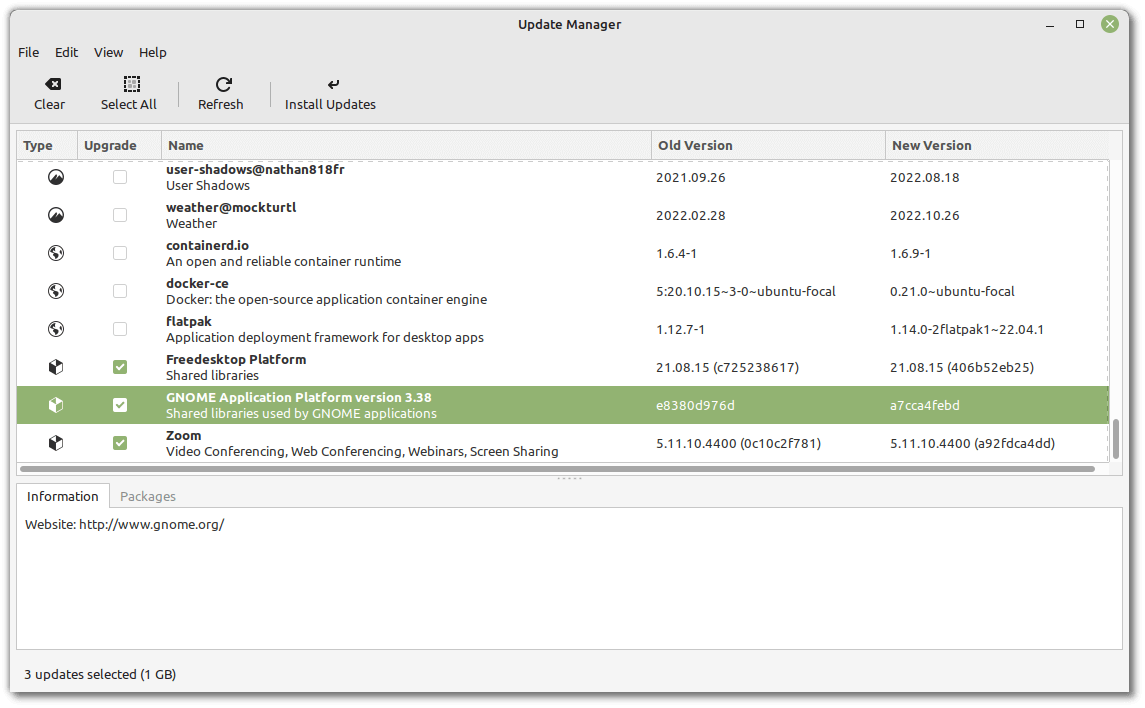 Update Manager
File Edit View Help
Clear Select All Refresh Install Updates
Type Upgrade Name Old Version New Version
user-shadows@nathan818fr
User Shadows 2021.09.26 2022.08.18
weather@mockturtl
Weather 2022.02.28 2022.10.26
containerd.io
An open and reliable container runtime 1.6.4-1 1.6.9-1
docker-ce
Docker: the open-source application container engine 5:20.10.15~3-0~ubuntu-focal 0.21.0~ubuntu-focal
flatpak
Application deployment framework for desktop apps 1.12.7-1 1.14.0-2flatpak1~22.04.1
Freedesktop Platform
Shared libraries 21.08.15 (c725238617) 21.08.15 (406b52eb25)
GNOME Application Platform version 3.38
Shared libraries used by GNOME applications e8380d976d a7cca4febd
Zoom
Video Conferencing, Web Conferencing, Webinars, Screen Sharing 5.11.10.4400 (0c10c2f781) 5.11.10.4400 (a92fdca4dd)
Information Packages
Website: http://www.gnome.org/
3 updates selected (1 GB)